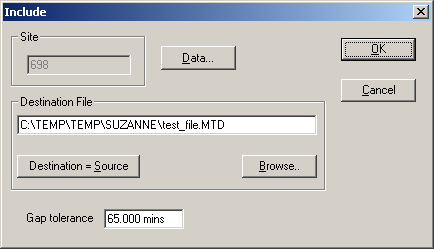 Include
Site
698
Data...
OK
Cancel
Destination File
C:\TEMP\TEMP\SUZANNE\test_file.MTD
Destination = Source
Browse..
Gap tolerance
65.000 mins